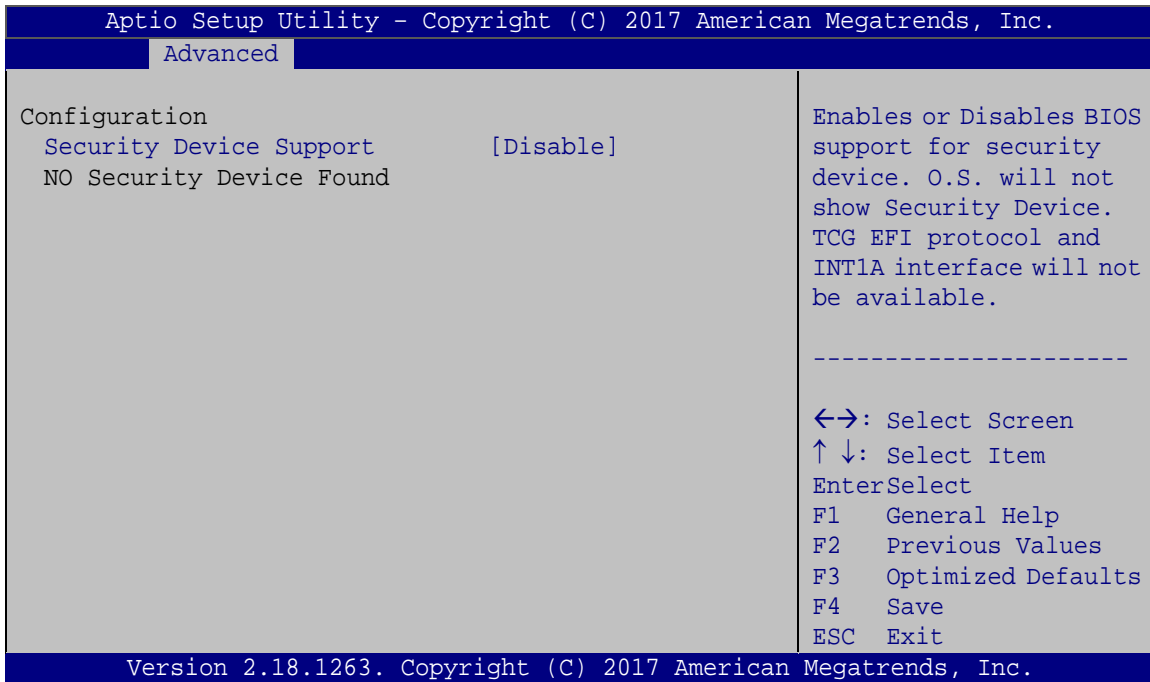 Aptio Setup Utility – Copyright (C) 2017 American Megatrends, Inc.
Advanced
Configuration
Security Device Support [Disable]
NO Security Device Found
Enables or Disables BIOS
support for security
device. O.S. will not
show Security Device.
TCG EFI protocol and
INT1A interface will not
be available.
----------------------
←→: Select Screen
↑ ↓: Select Item
EnterSelect
F1 General Help
F2 Previous Values
F3 Optimized Defaults
F4 Save
ESC Exit
Version 2.18.1263. Copyright (C) 2017 American Megatrends, Inc.